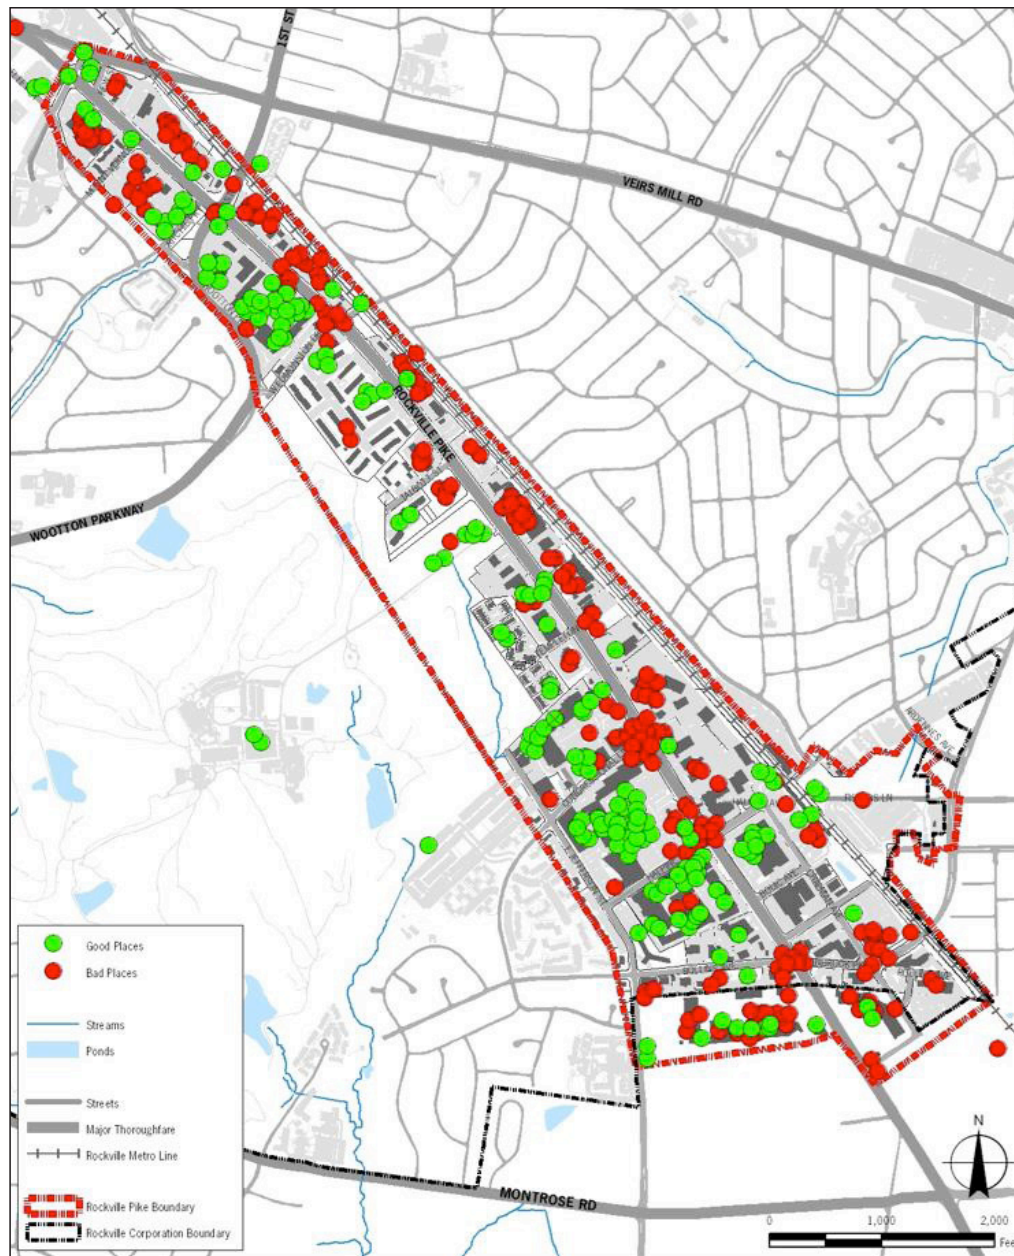 1ST ST
VEIRS MILL RD
ROCKVILLE PIKE
WOOTTON PARKWAY
Good Places
Bad Places
Streams
Ponds
Streets
Major Thoroughfare
Rockville Metro Line
Rockville Pike Boundary
Rockville Corporation Boundary
MONTROSE RD
N
0 1,000 2,000
Fee